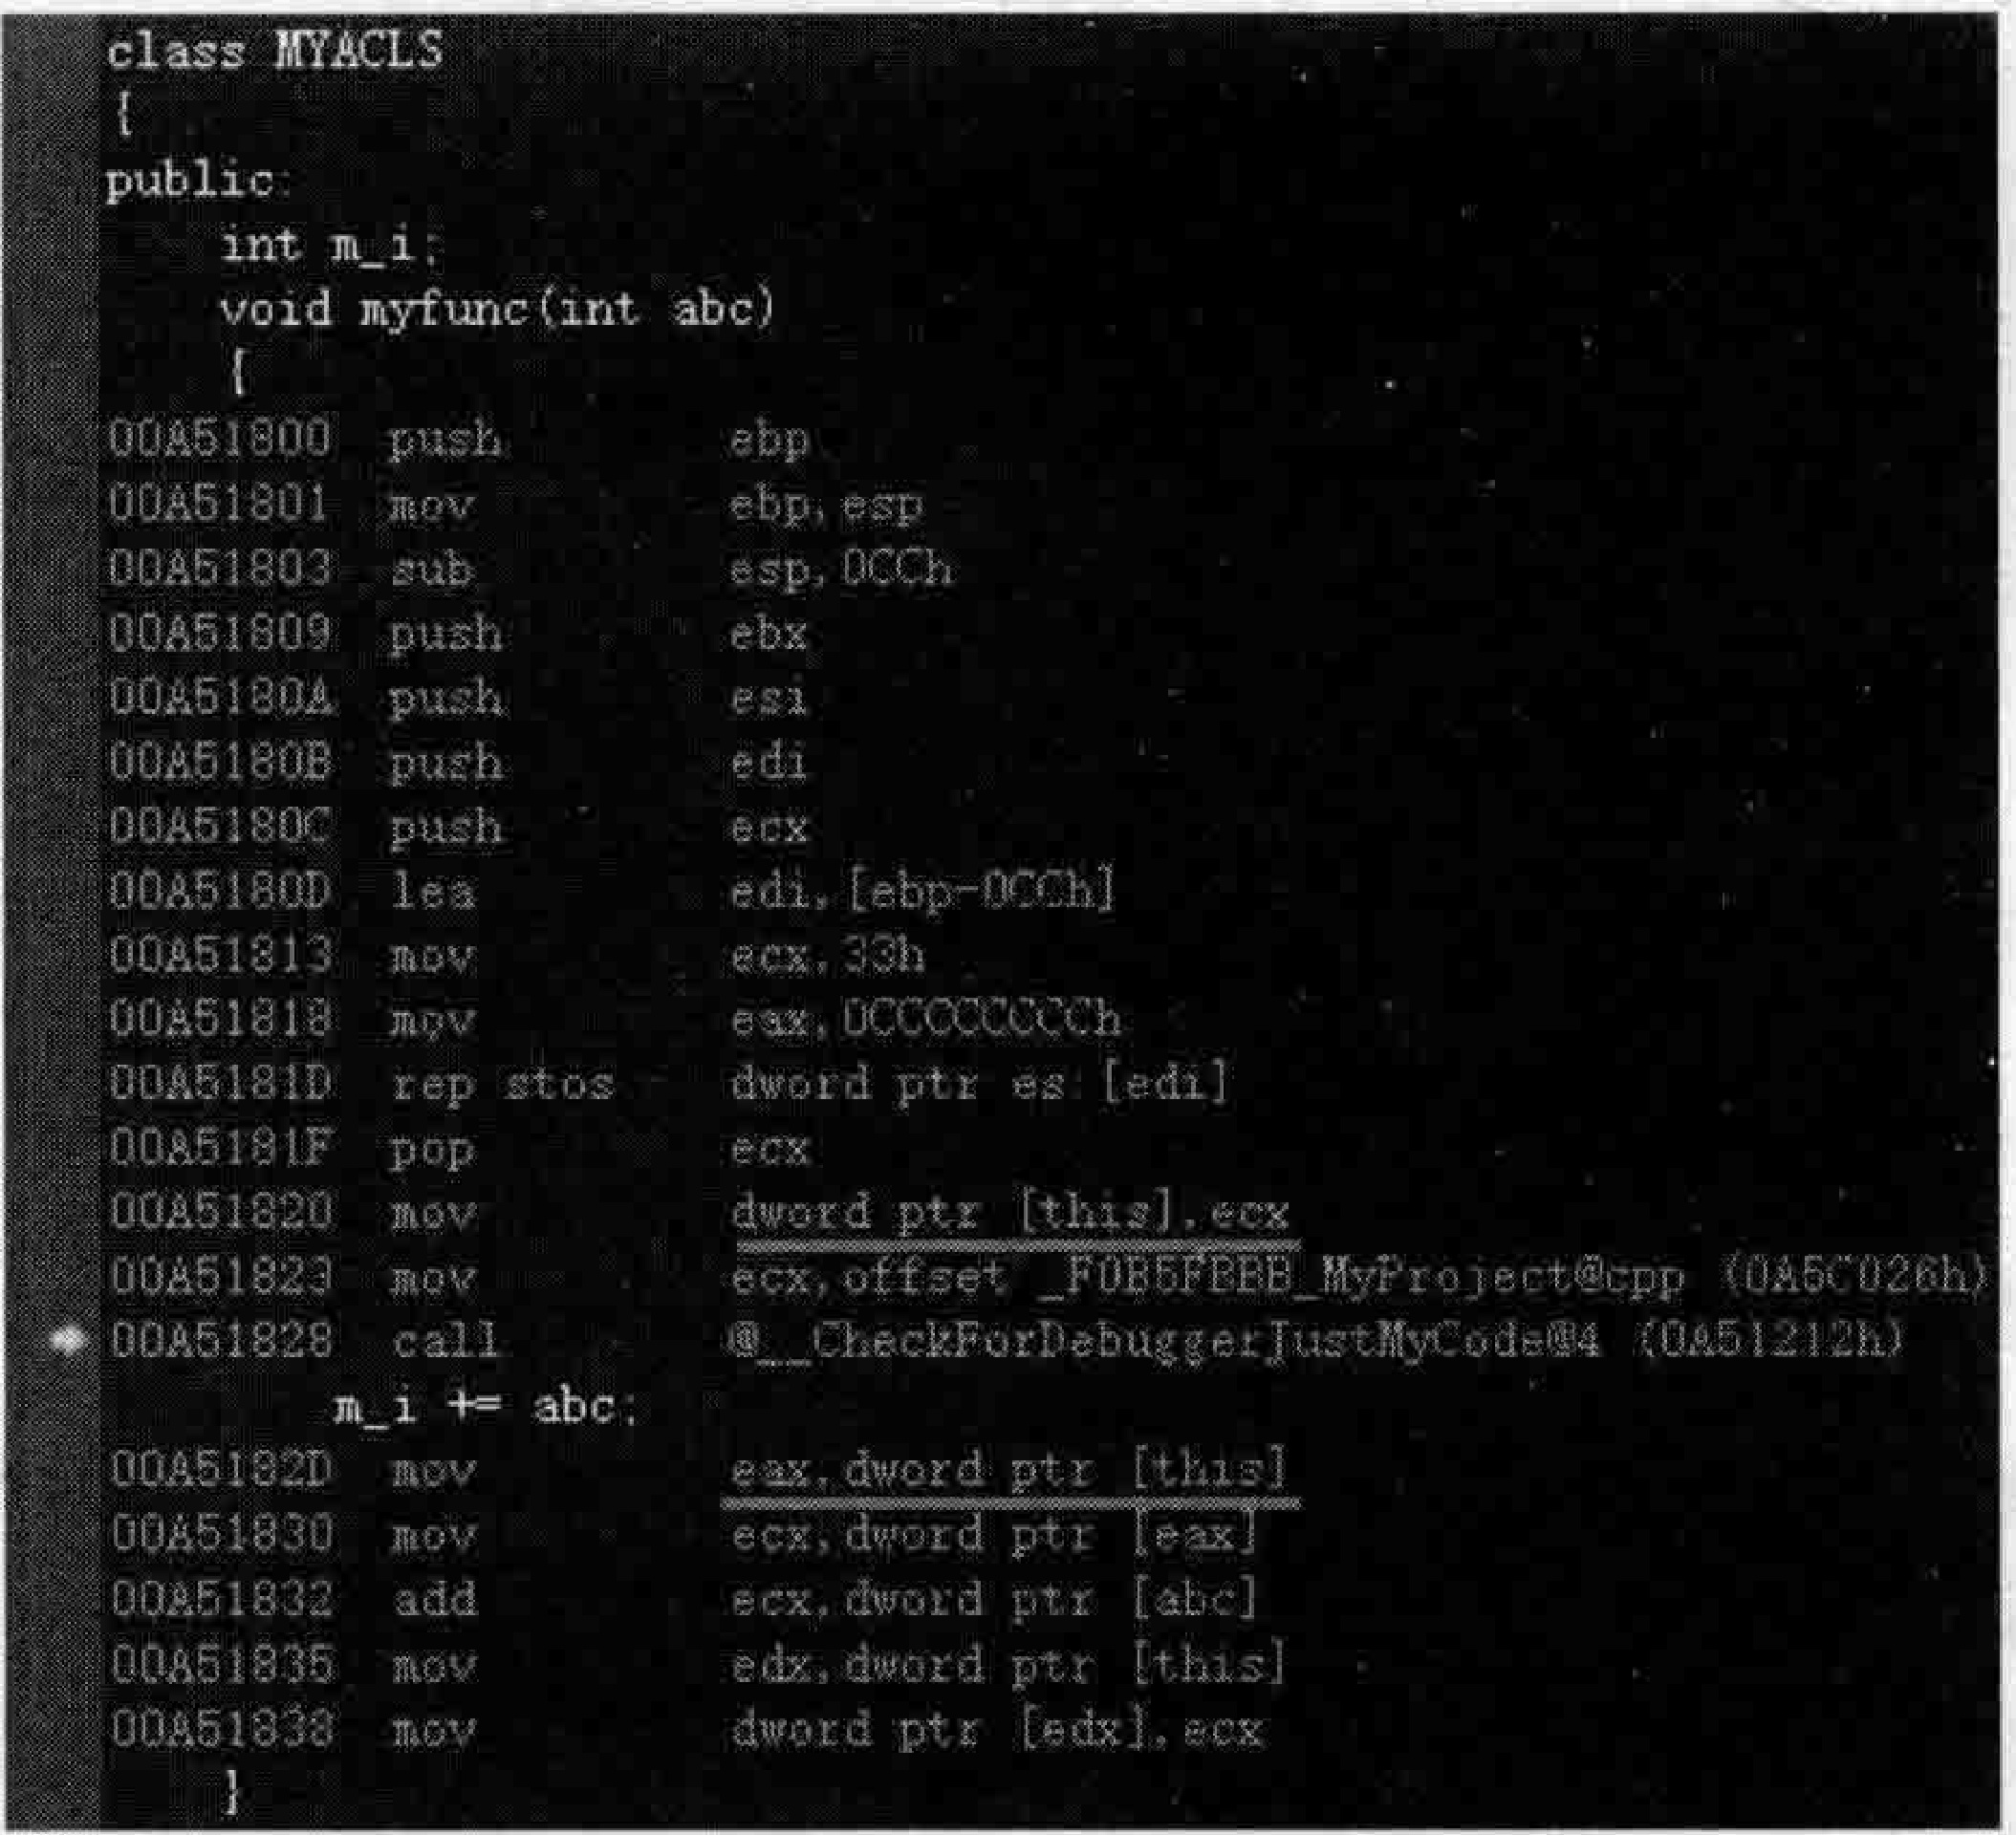 class MYACLS
{
public:
int m_i;
void myfunc(int abc)
{
00A51800 push ebp
00A51801 mov ebp,esp
00A51803 sub esp,0CCh
00A51809 push ebx
00A5180A push esi
00A5180B push edi
00A5180C push ecx
00A5180D lea edi,[ebp-0CCh]
00A51813 mov ecx,33h
00A51818 mov eax,0CCCCCCCCh
00A5181D rep stos dword ptr es:[edi]
00A5181F pop ecx
00A51820 mov dword ptr [this],ecx
00A51823 mov ecx,offset _F0B5FBBB_MyProject@cpp (0A5C026h)
00A51828 call @__CheckForDebuggerJustMyCode@4 (0A51212h)
m_i += abc;
00A5182D mov eax,dword ptr [this]
00A51830 mov ecx,dword ptr [eax]
00A51832 add ecx,dword ptr [abc]
00A51835 mov edx,dword ptr [this]
00A51838 mov dword ptr [edx],ecx
}